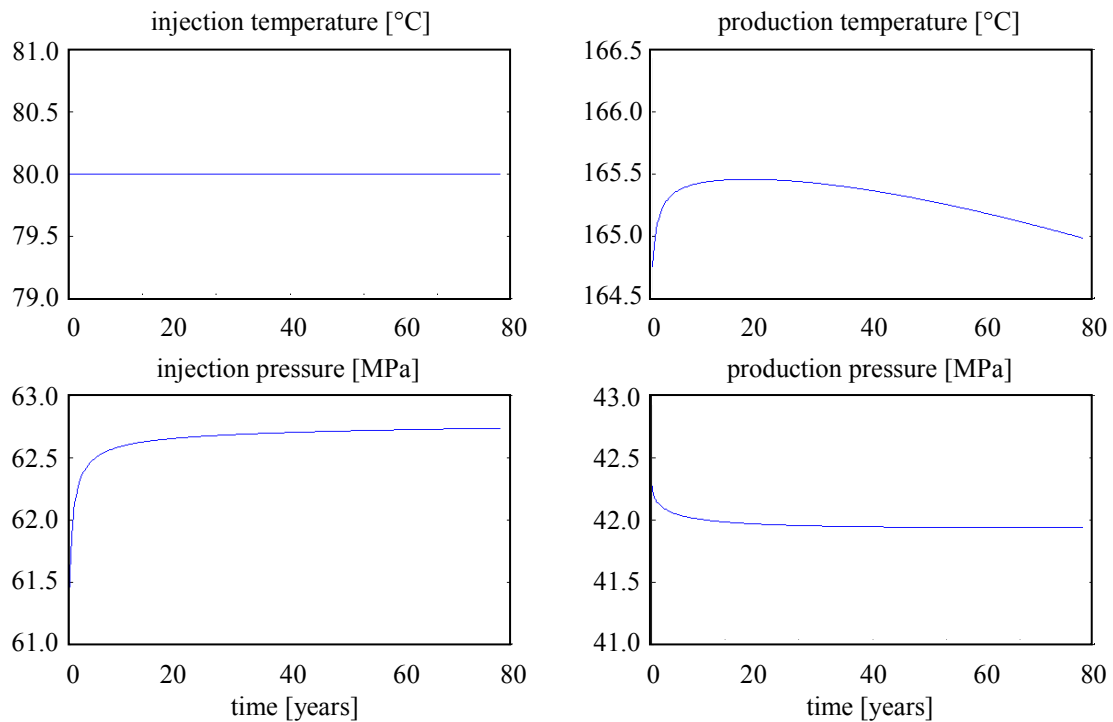 injection temperature [°C]
production temperature [°C]
81.0
80.5
80.0
79.5
79.0
0 20 40 60 80
166.5
166.0
165.5
165.0
164.5
0 20 40 60 80
injection pressure [MPa]
production pressure [MPa]
63.0
62.5
62.0
61.5
61.0
0 20 40 60 80
time [years]
43.0
42.5
42.0
41.5
41.0
0 20 40 60 80
time [years]